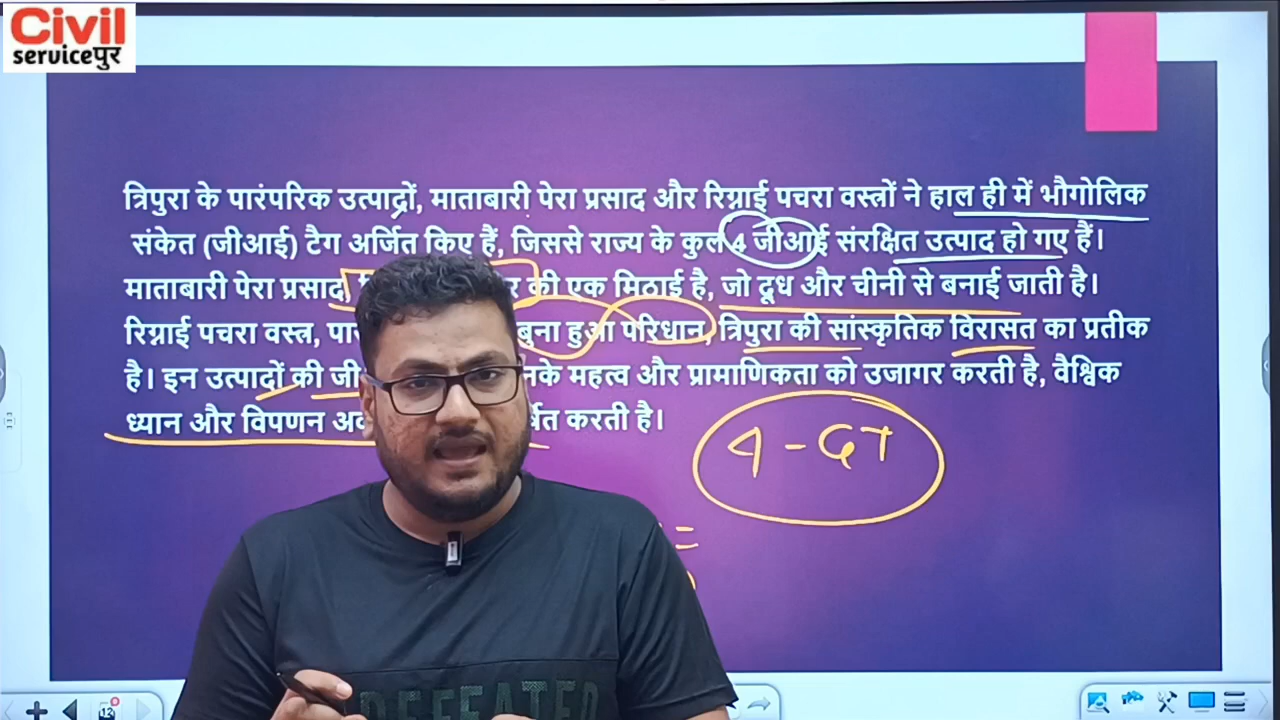 Civil
serviceपुर
त्रिपुरा के पारंपरिक उत्पादों, माताबारी पेरा प्रसाद और रिग्नाई पचरा वस्त्रों ने हाल ही में भौगोलिक
संकेत (जीआई) टैग अर्जित किए हैं, जिससे राज्य के कुल 4 जीआई संरक्षित उत्पाद हो गए हैं।
माताबारी पेरा प्रसाद, की एक मिठाई है, जो दूध और चीनी से बनाई जाती है।
रिग्नाई पचरा वस्त्र, बुना हुआ परिधान, त्रिपुरा की सांस्कृतिक विरासत का प्रतीक
है। इन उत्पादों की महत्व और प्रामाणिकता को उजागर करती है, वैश्विक
ध्यान और विपणन करती है।
4 - GI
DEFEATED
12